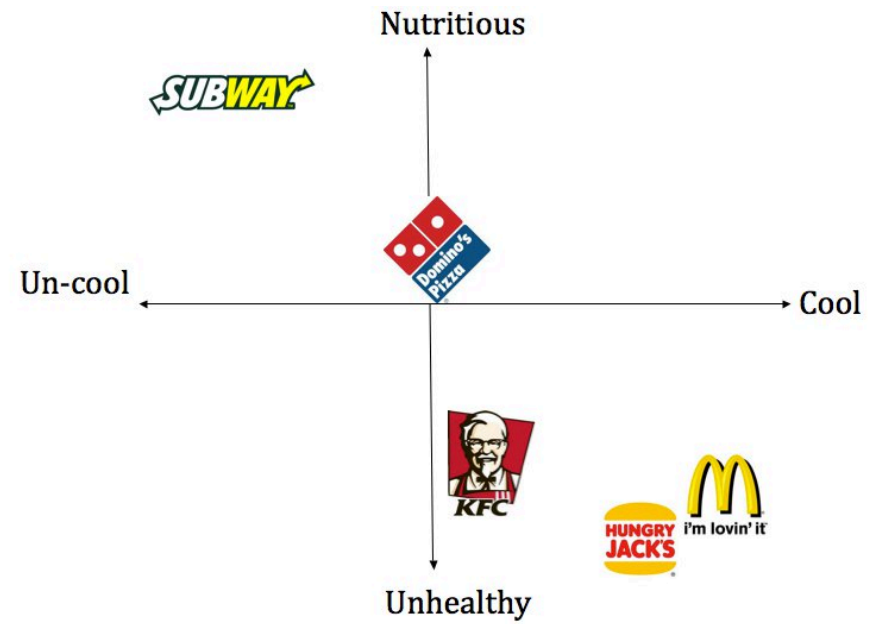 Nutritious
SUBWAY
Domino's
Pizza
Un-cool
Cool
KFC
HUNGRY
JACK'S
i'm lovin' it
Unhealthy